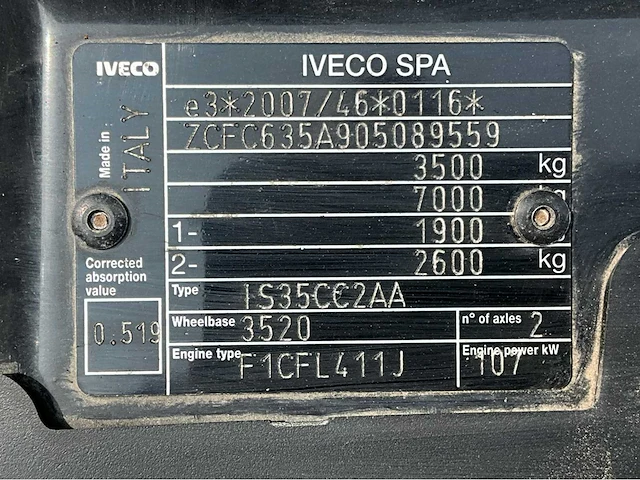 IVECO IVECO SPA
Made in : ITALY
e3*2007/46*0116*
ZCFC635A905089559
3500 kg
7000 kg
1- 1900
2- 2600 kg
Corrected absorption value
0.519
Type IS35CC2AA
Wheelbase 3520 n° of axles 2
Engine type F1CFL411J Engine power kW 107